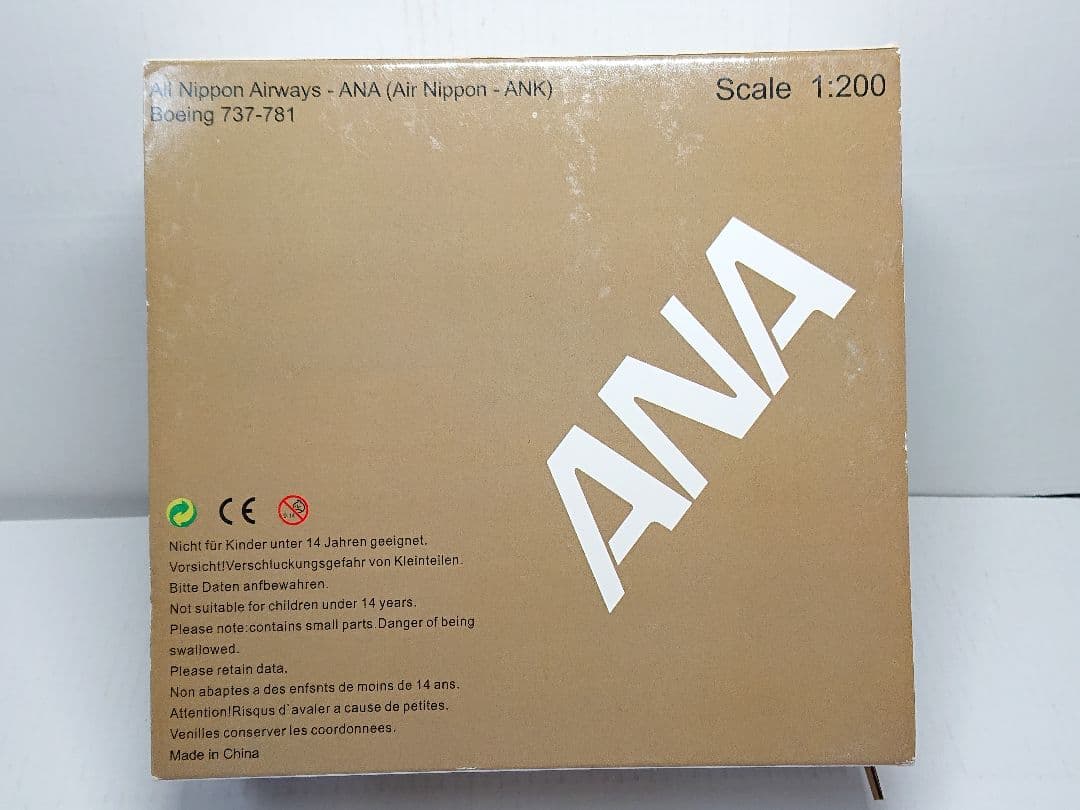 All Nippon Airways - ANA (Air Nippon - ANK)
Boeing 737-781
Scale 1:200
ANA
CE
Nicht für Kinder unter 14 Jahren geeignet.
Vorsicht!Verschluckungsgefahr von Kleinteilen.
Bitte Daten anfbewahren.
Not suitable for children under 14 years.
Please note:contains small parts.Danger of being
swallowed.
Please retain data.
Non abaptes a des enfsnts de moins de 14 ans.
Attention!Risqus d`avaler a cause de petites.
Venilles conserver les coordonnees.
Made in China